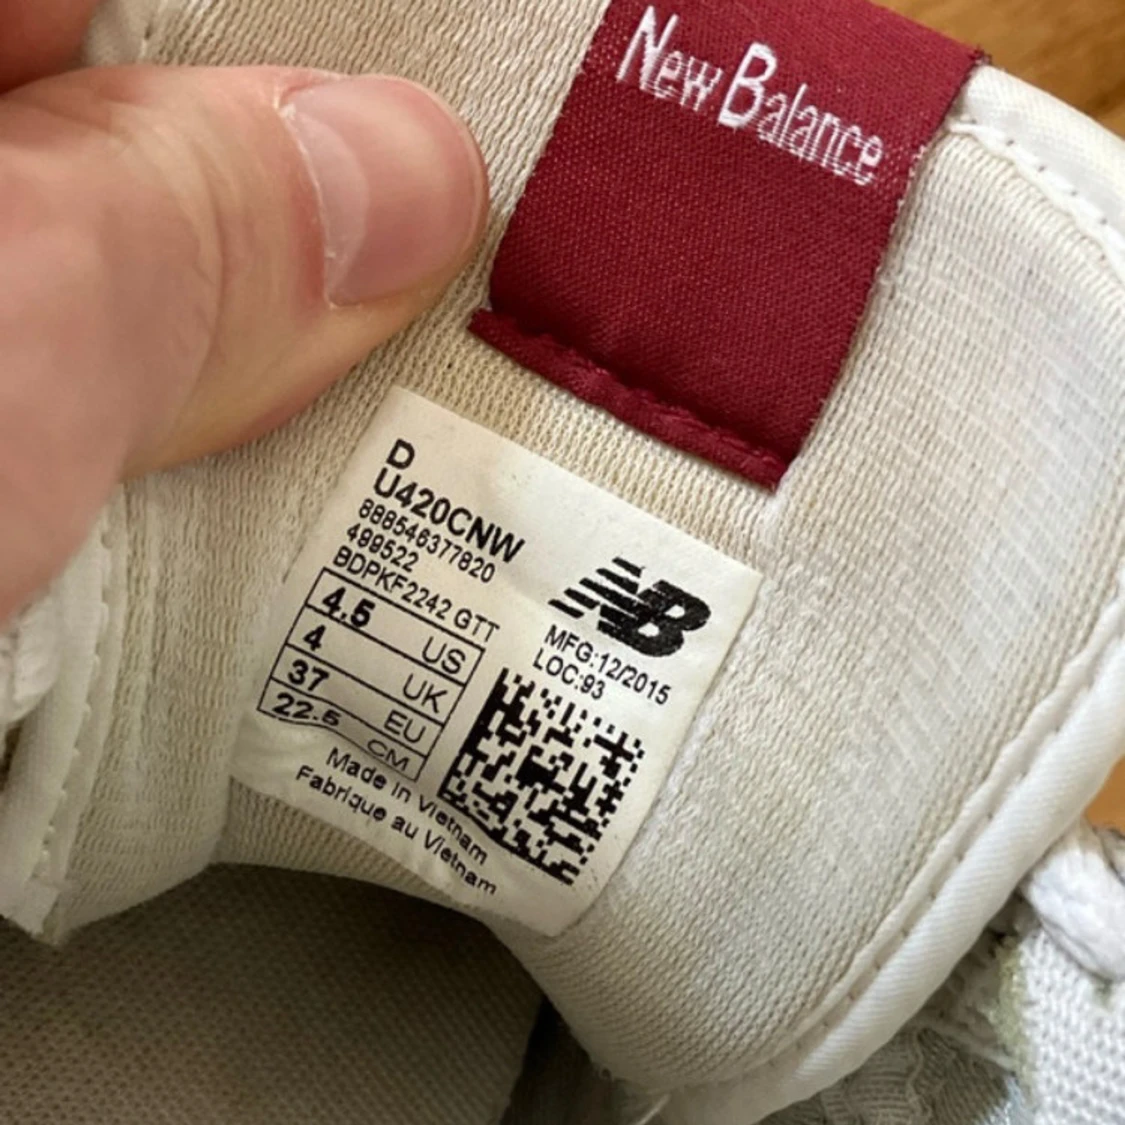 New Balance
D
U420CNW
888546377820
499522
BDPKF2242 GTT
4.5 US
4 UK
37 EU
22.5 CM
NB
MFG:12/2015
LOC:93
Made in Vietnam
Fabrique au Vietnam